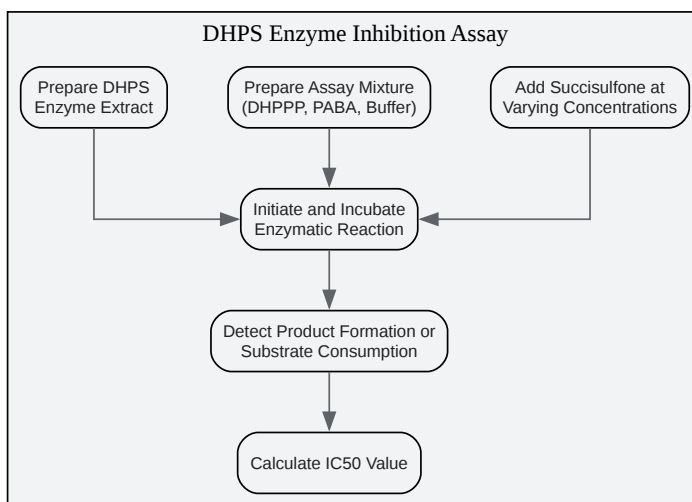 DHPS Enzyme Inhibition Assay
Prepare DHPS
Enzyme Extract
Prepare Assay Mixture
(DHPPP, PABA, Buffer)
Add Succisulfone at
Varying Concentrations
Initiate and Incubate
Enzymatic Reaction
Detect Product Formation or
Substrate Consumption
Calculate IC50 Value